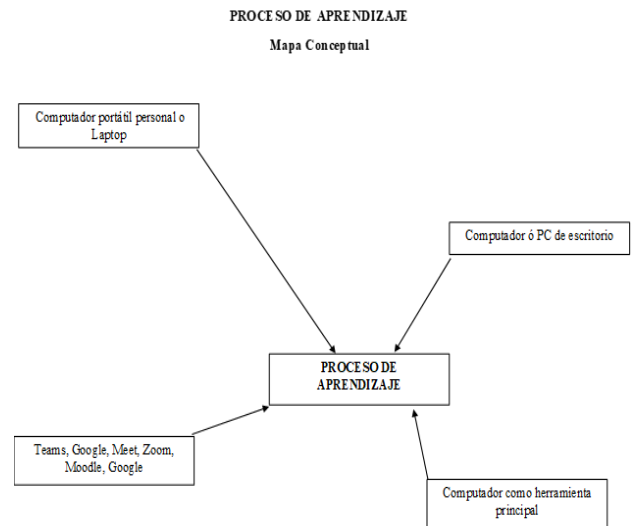 PROCESO DE APRENDIZAJE
Mapa Conceptual
Computador portátil personal o
Laptop
Computador ó PC de escritorio
PROCESO DE
APRENDIZAJE
Teams, Google, Meet, Zoom,
Moodle, Google
Computador como herramienta
principal